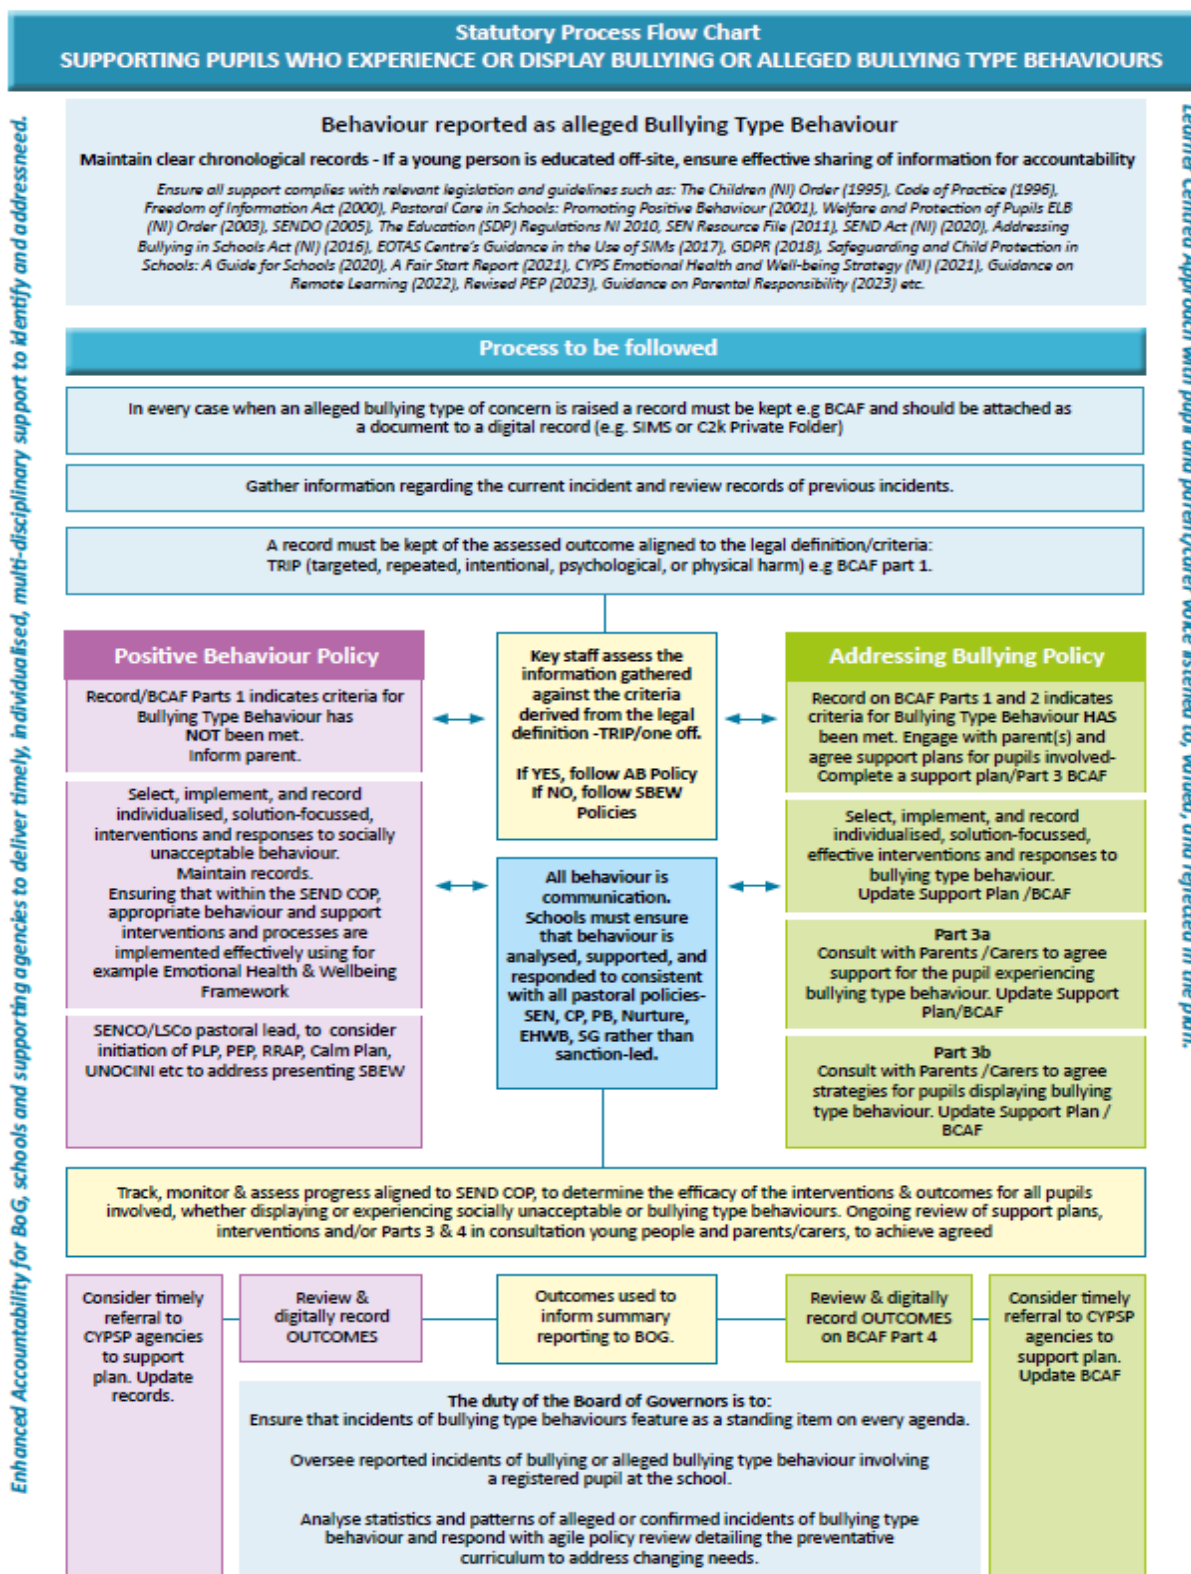 Statutory Process Flow Chart
SUPPORTING PUPILS WHO EXPERIENCE OR DISPLAY BULLYING OR ALLEGED BULLYING TYPE BEHAVIOURS
Enhanced Accountability for BoG, schools and supporting agencies to deliver timely, individualised, multi-disciplinary support to identify and addressneed.
Behaviour reported as alleged Bullying Type Behaviour
Maintain clear chronological records - If a young person is educated off-site, ensure effective sharing of information for accountability
Ensure all support complies with relevant legislation and guidelines such as: The Children (NI) Order (1995), Code of Practice (1996),
Freedom of Information Act (2000), Pastoral Care in Schools: Promoting Positive Behaviour (2001), Welfare and Protection of Pupils ELB
(NI) Order (2003), SENDO (2005), The Education (SDP) Regulations NI 2010, SEN Resource File (2011), SEND Act (NI) (2020), Addressing
Bullying in Schools Act (NI) (2016), EOTAS Centre's Guidance in the Use of SIMs (2017), GDPR (2018), Safeguarding and Child Protection in
Schools: A Guide for Schools (2020), A Fair Start Report (2021), CYPS Emotional Health and Well-being Strategy (NI) (2021), Guidance on
Remote Learning (2022), Revised PEP (2023), Guidance on Parental Responsibility (2023) etc.
Process to be followed
In every case when an alleged bullying type of concern is raised a record must be kept e.g BCAF and should be attached as
a document to a digital record (e.g. SIMS or C2k Private Folder)
Gather information regarding the current incident and review records of previous incidents.
A record must be kept of the assessed outcome aligned to the legal definition/criteria:
TRIP (targeted, repeated, intentional, psychological, or physical harm) e.g BCAF part 1.
Positive Behaviour Policy
Record/BCAF Parts 1 indicates criteria for
Bullying Type Behaviour has
NOT been met.
Inform parent.
Select, implement, and record
individualised, solution-focussed,
interventions and responses to socially
unacceptable behaviour.
Maintain records.
Ensuring that within the SEND COP,
appropriate behaviour and support
interventions and processes are
implemented effectively using for
example Emotional Health & Wellbeing
Framework
SENCO/LSCo pastoral lead, to consider
initiation of PLP, PEP, RRAP, Calm Plan,
UNOCINI etc to address presenting SBEW
Key staff assess the
information gathered
against the criteria
derived from the legal
definition -TRIP/one off.
If YES, follow AB Policy
If NO, follow SBEW
Policies
All behaviour is
communication.
Schools must ensure
that behaviour is
analysed, supported, and
responded to consistent
with all pastoral policies-
SEN, CP, PB, Nurture,
EHWB, SG rather than
sanction-led.
Addressing Bullying Policy
Record on BCAF Parts 1 and 2 indicates
criteria for Bullying Type Behaviour HAS
been met. Engage with parent(s) and
agree support plans for pupils involved-
Complete a support plan/Part 3 BCAF
Select, implement, and record
individualised, solution-focussed,
effective interventions and responses to
bullying type behaviour.
Update Support Plan /BCAF
Part 3a
Consult with Parents /Carers to agree
support for the pupil experiencing
bullying type behaviour. Update Support
Plan/BCAF
Part 3b
Consult with Parents /Carers to agree
strategies for pupils displaying bullying
type behaviour. Update Support Plan /
BCAF
Track, monitor & assess progress aligned to SEND COP, to determine the efficacy of the interventions & outcomes for all pupils
involved, whether displaying or experiencing socially unacceptable or bullying type behaviours. Ongoing review of support plans,
interventions and/or Parts 3 & 4 in consultation young people and parents/carers, to achieve agreed
Consider timely
referral to
CYPSP agencies
to support
plan. Update
records.
Review &
digitally record
OUTCOMES
Outcomes used to
inform summary
reporting to BOG.
Review & digitally
record OUTCOMES
on BCAF Part 4
Consider timely
referral to CYPSP
agencies to
support plan.
Update BCAF
The duty of the Board of Governors is to:
Ensure that incidents of bullying type behaviours feature as a standing item on every agenda.
Oversee reported incidents of bullying or alleged bullying type behaviour involving
a registered pupil at the school.
Analyse statistics and patterns of alleged or confirmed incidents of bullying type
behaviour and respond with agile policy review detailing the preventative
curriculum to address changing needs.
Learner Centred Approach with pupil and parent/carer voice listened to, valued, and reflected in the plan.